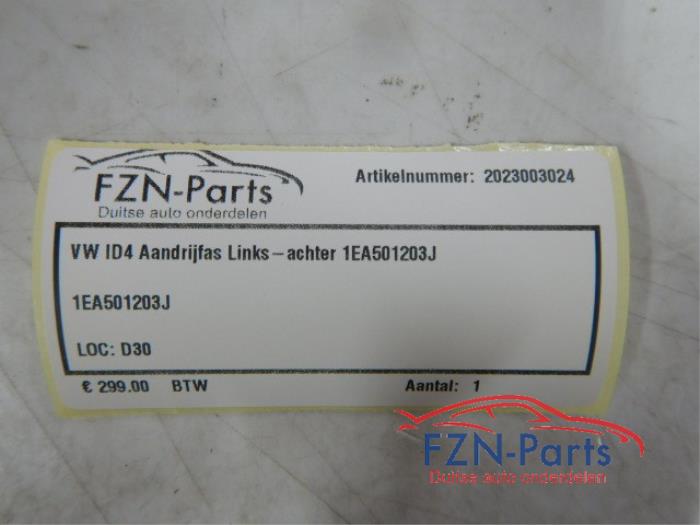 FZN-Parts
Duitse auto onderdelen
Artikelnummer: 2023003024
VW ID4 Aandrijfas Links-achter 1EA501203J
1EA501203J
LOC: D30
€ 299.00 BTW Aantal: 1
FZN-Parts
Duitse auto onderdelen